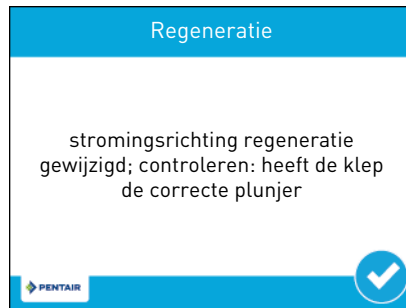 Regeneratie
stromingsrichting regeneratie
gewijzigd; controleren: heeft de klep
de correcte plunjer
PENTAIR